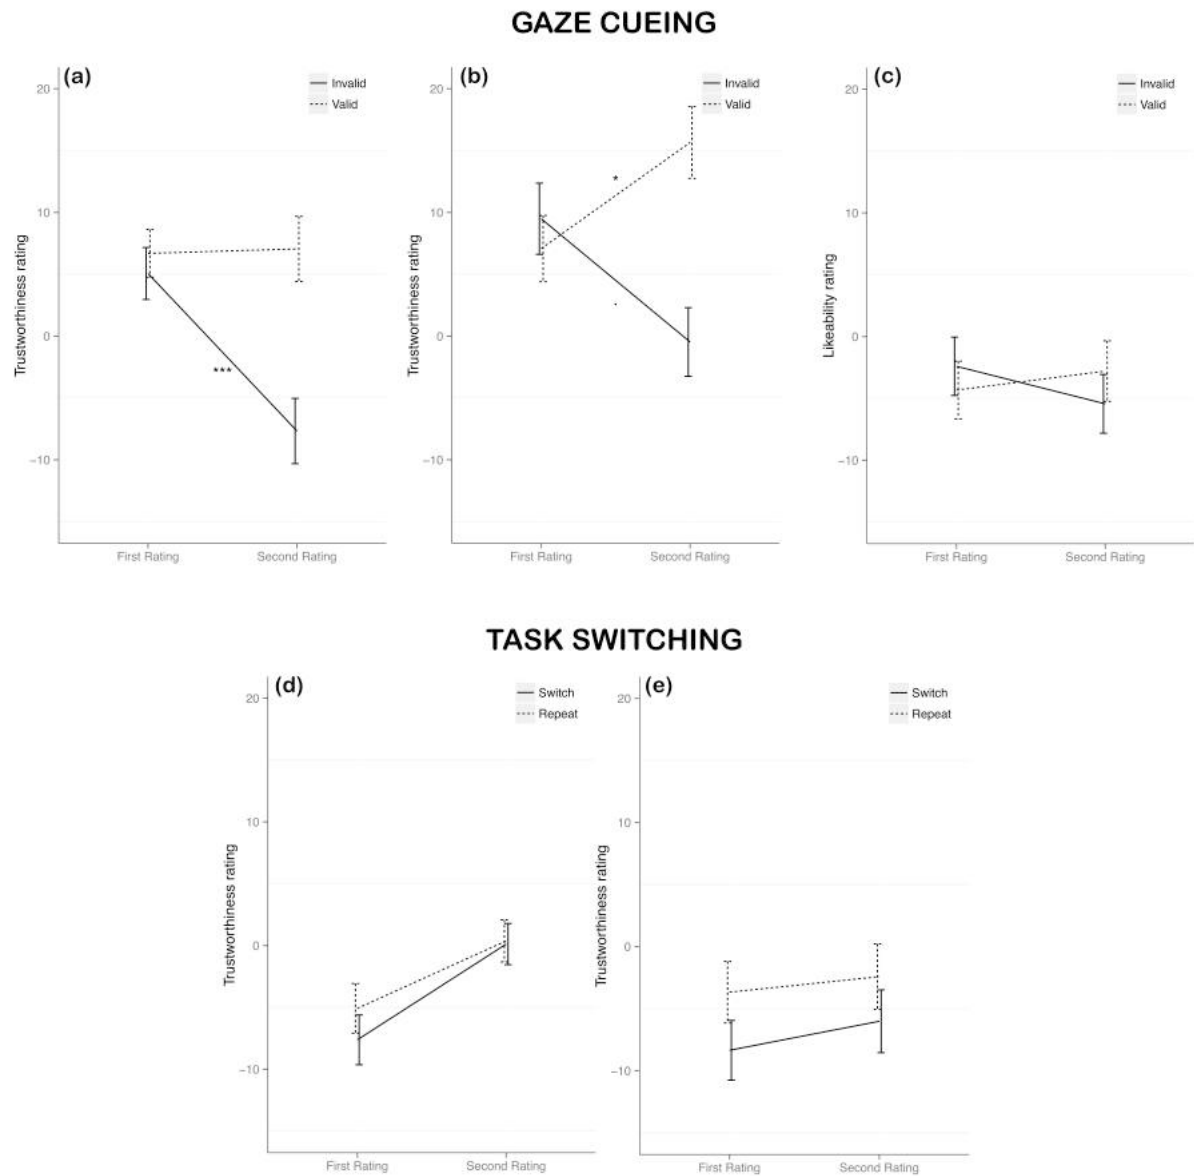 GAZE CUEING
(a)
Invalid
Valid
20
10
0
−10
Trustworthiness rating
***
First Rating
Second Rating
(b)
Invalid
Valid
20
10
0
−10
Trustworthiness rating
*
.
First Rating
Second Rating
(c)
Invalid
Valid
20
10
0
−10
Likeability rating
First Rating
Second Rating
TASK SWITCHING
(d)
Switch
Repeat
20
10
0
−10
Trustworthiness rating
First Rating
Second Rating
(e)
Switch
Repeat
20
10
0
−10
Trustworthiness rating
First Rating
Second Rating